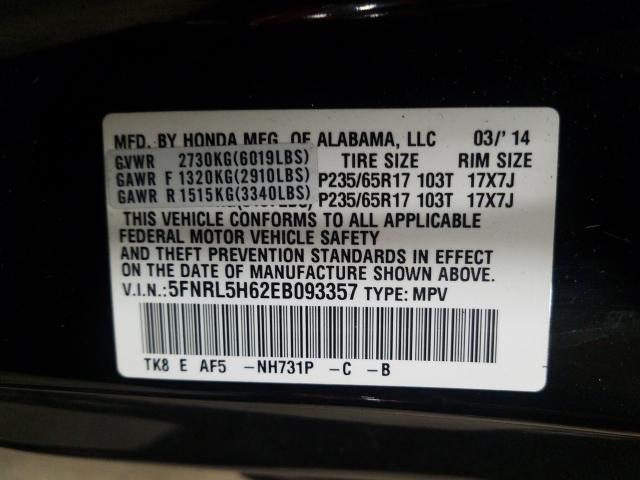 MFD. BY HONDA MFG. OF ALABAMA, LLC 03/'14
GVWR 2730KG(6019LBS) TIRE SIZE RIM SIZE
GAWR F 1320KG(2910LBS) P235/65R17 103T 17X7J
GAWR R 1515KG(3340LBS) P235/65R17 103T 17X7J
THIS VEHICLE CONFORMS TO ALL APPLICABLE
FEDERAL MOTOR VEHICLE SAFETY
AND THEFT PREVENTION STANDARDS IN EFFECT
ON THE DATE OF MANUFACTURE SHOWN ABOVE.
V.I.N.:5FNRL5H62EB093357 TYPE: MPV
TK8 E AF5 -NH731P -C -B